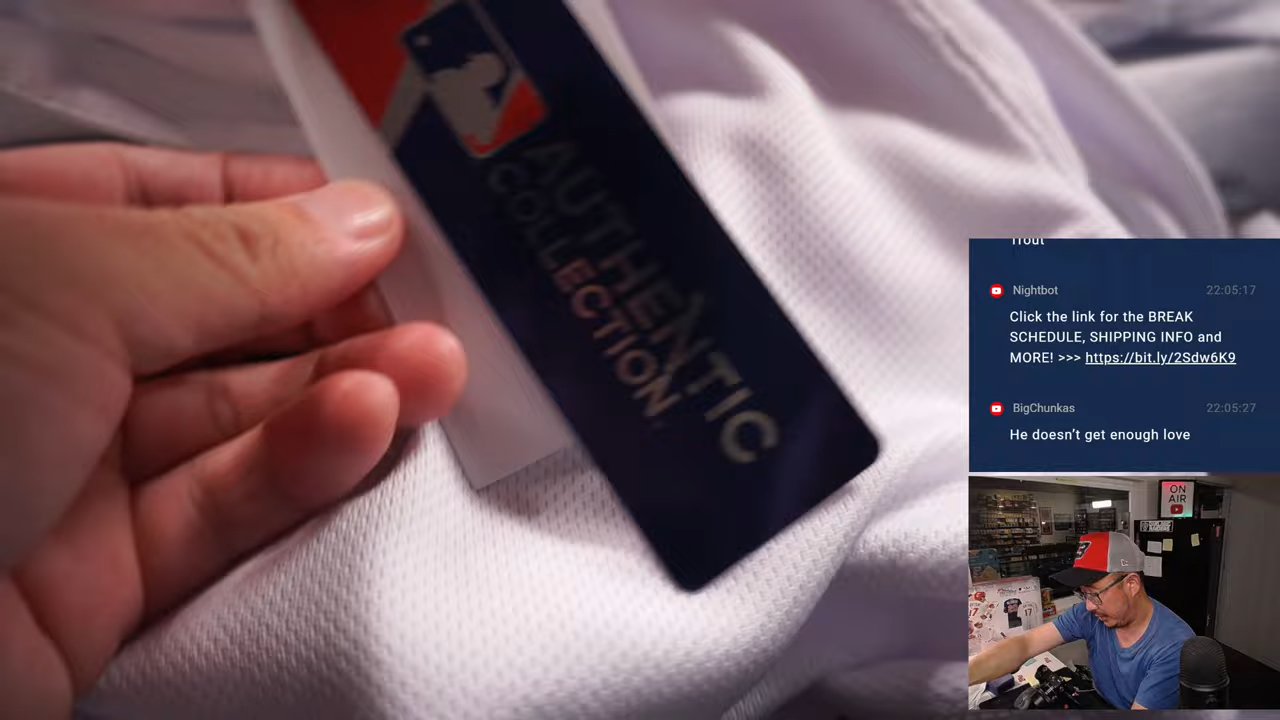 AUTHENTIC
COLLECTION
Trout
Nightbot 22:05:17
Click the link for the BREAK
SCHEDULE, SHIPPING INFO and
MORE! >>> https://bit.ly/2Sdw6K9
BigChunkas 22:05:27
He doesn't get enough love
ON
AIR
17